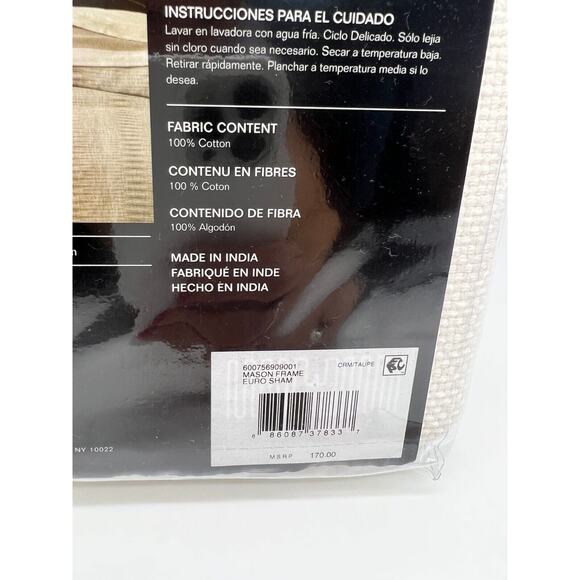 INSTRUCCIONES PARA EL CUIDADO
Lavar en lavadora con agua fría. Ciclo Delicado. Sólo lejia
sin cloro cuando sea necesario. Secar a temperatura baja.
Retirar rápidamente. Planchar a temperatura media si lo
desea.
FABRIC CONTENT
100% Cotton
CONTENU EN FIBRES
100 % Coton
CONTENIDO DE FIBRA
100% Algodón
MADE IN INDIA
FABRIQUÉ EN INDE
HECHO EN INDIA
NY 10022
600756909001 CRM/TAUPE
MASON FRAME
EURO SHAM
6 86087 37833 7
MSRP 170.00